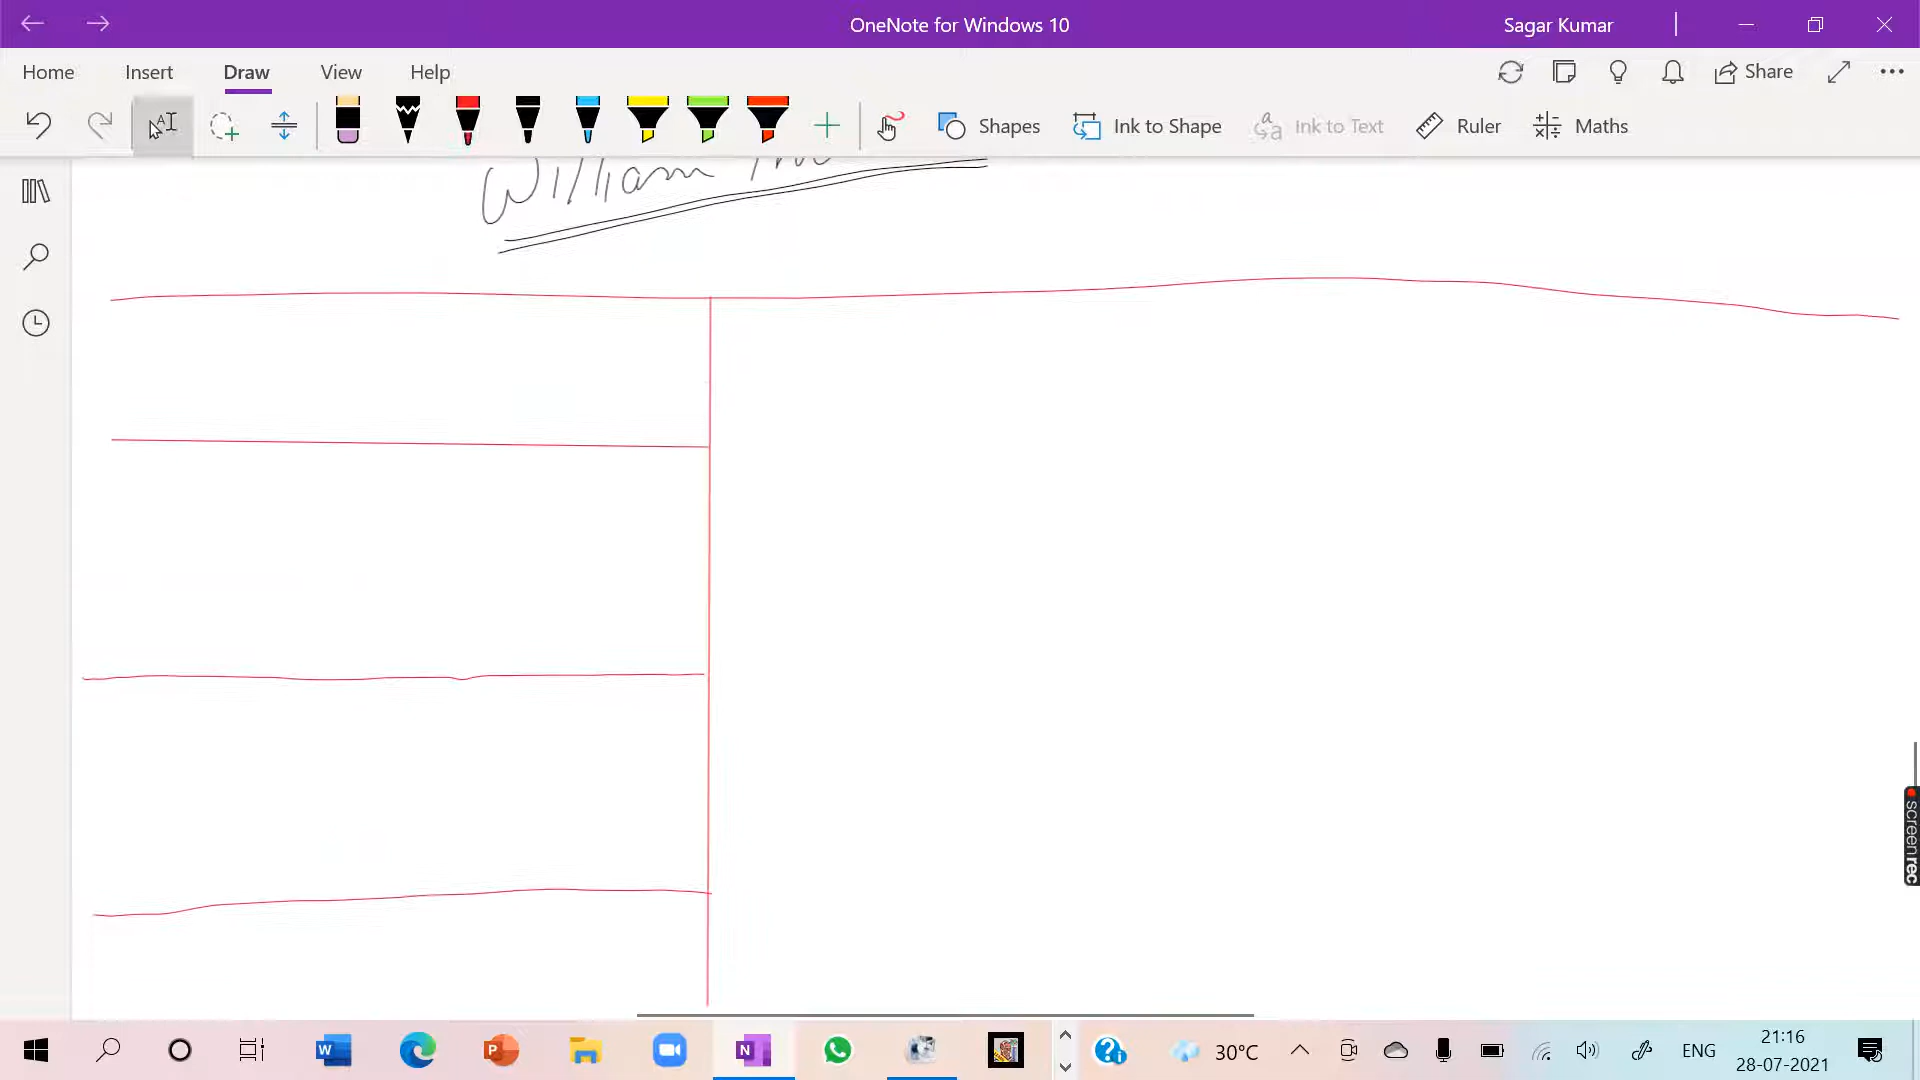 OneNote for Windows 10
Sagar Kumar
Home Insert Draw View Help
Share
Shapes
Ink to Shape
Ink to Text
Ruler
Maths
William
screenrec
30°C
ENG
21:16
28-07-2021